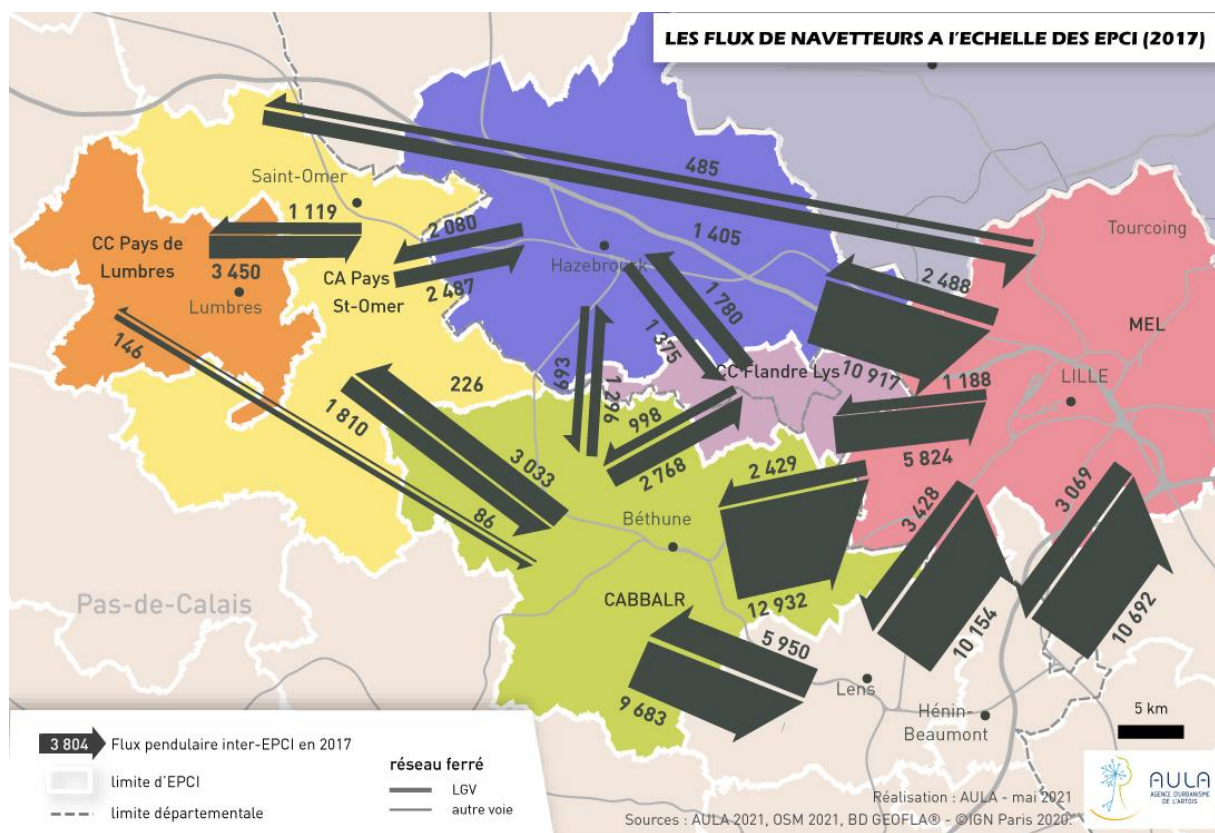 LES FLUX DE NAVETTEURS A l'ECHELLE DES EPCI (2017)
485
Saint-Omer
Tourcoing
1 119
2 080
1 405
CC Pays de
Lumbres
3 450
CA Pays
St-Omer
Hazebrouck
2 487
2 488
Lumbres
1 780
MEL
146
693
1 296
1 375
CC Flandre Lys
10 917
1 188
LILLE
226
1 810
998
3 033
2 768
5 824
2 429
3 428
3 069
86
Béthune
Pas-de-Calais
CABBALR
12 932
10 154
10 692
5 950
9 683
Lens
Hénin-
Beaumont
5 km
3 804 Flux pendulaire inter-EPCI en 2017
limite d'EPCI
limite départementale
réseau ferré
LGV
autre voie
AULA
AGENCE D'URBANISME
DE L'ARTOIS
Réalisation : AULA - mai 2021
Sources : AULA 2021, OSM 2021, BD GEOFLA® - ©IGN Paris 2020.